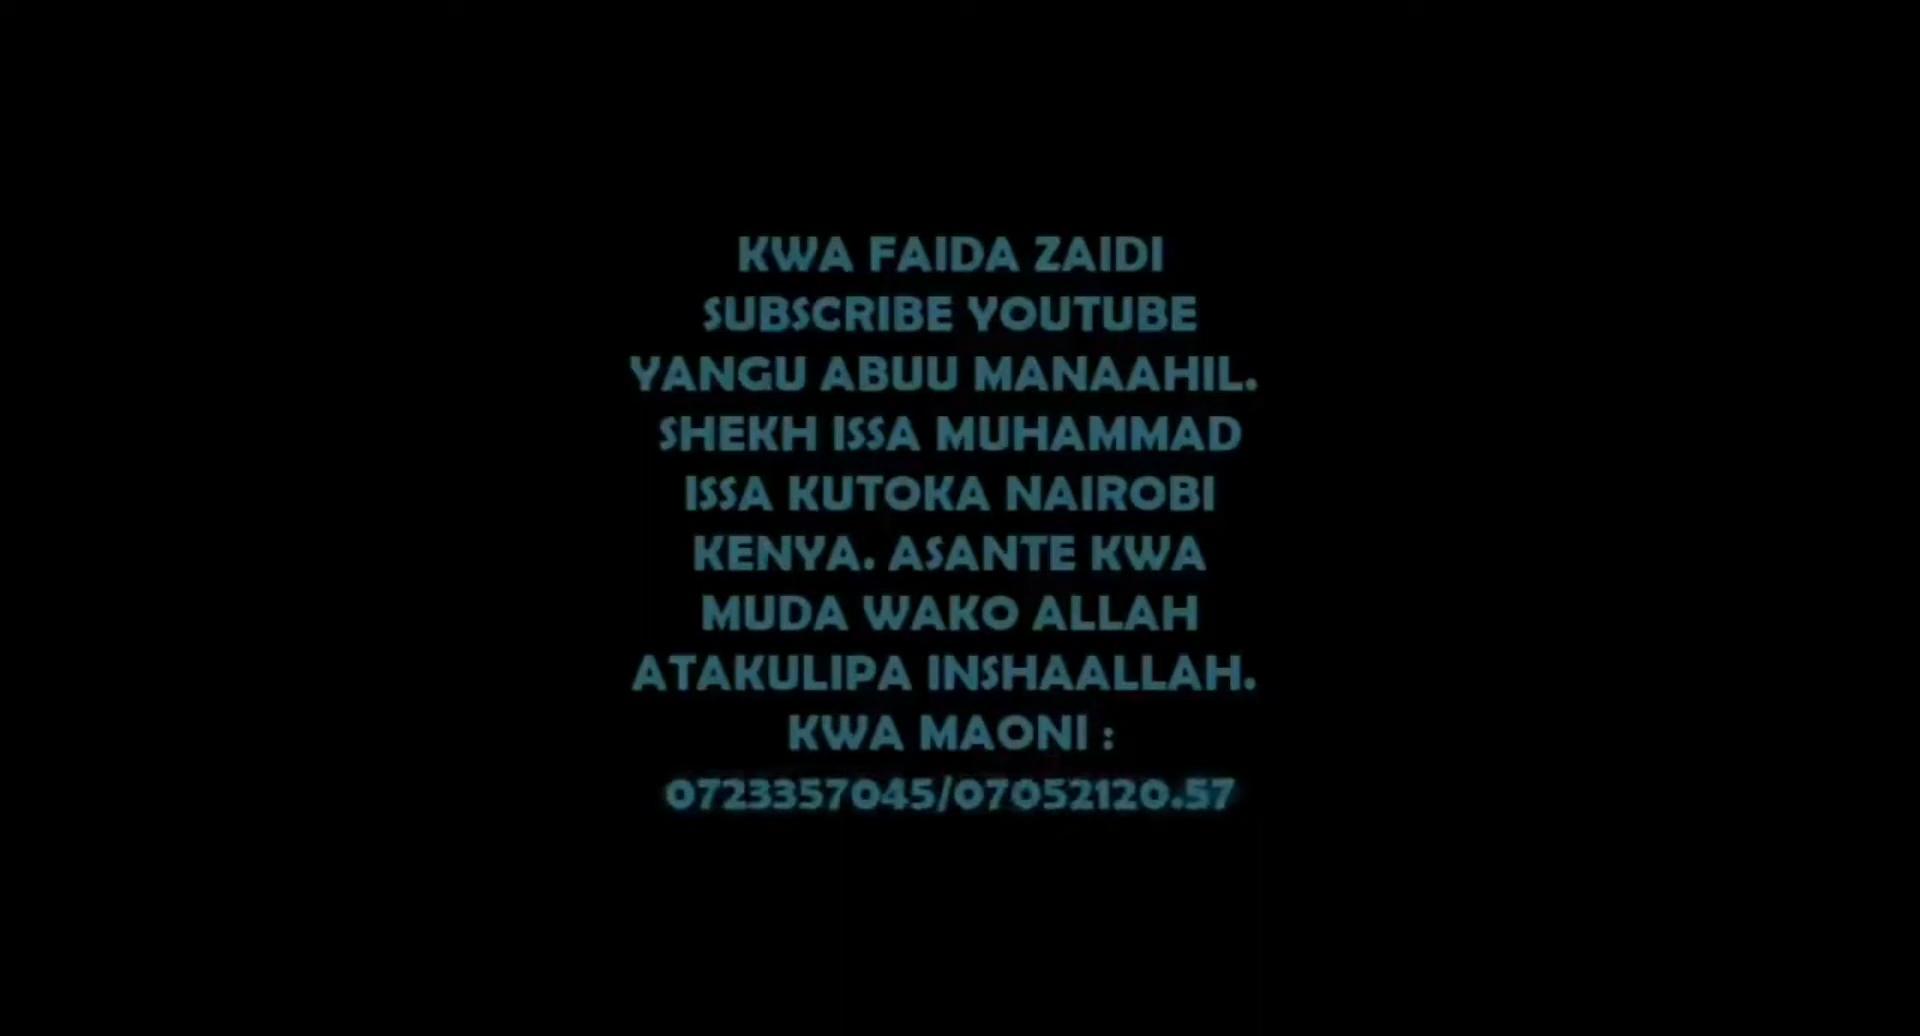 KWA FAIDA ZAIDI
SUBSCRIBE YOUTUBE
YANGU ABUU MANAAHIL.
SHEKH ISSA MUHAMMAD
ISSA KUTOKA NAIROBI
KENYA. ASANTE KWA
MUDA WAKO ALLAH
ATAKULIPA INSHAALLAH.
KWA MAONI :
0723357045/07052120.57